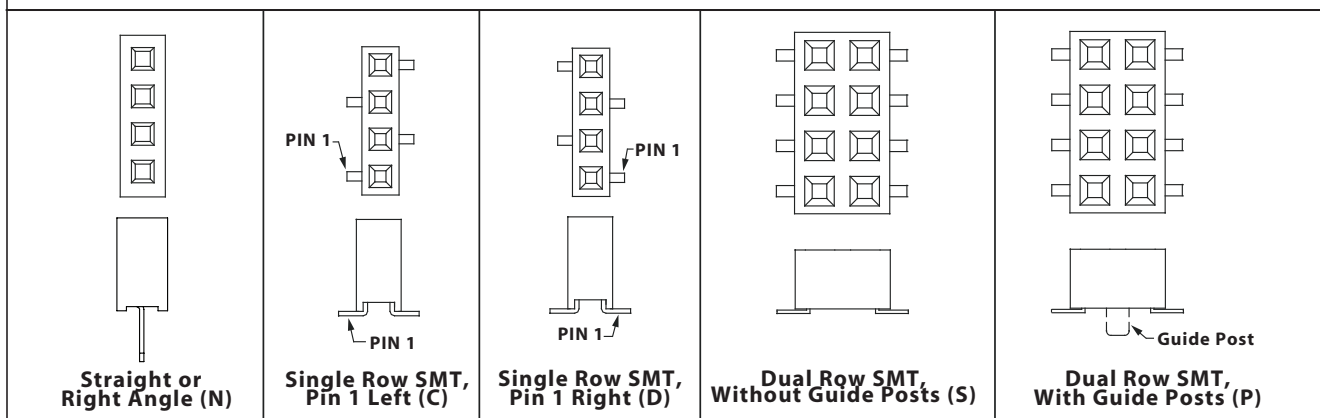 PIN 1
PIN 1
PIN 1
PIN 1
Guide Post
Straight or
Right Angle (N)
Single Row SMT,
Pin 1 Left (C)
Single Row SMT,
Pin 1 Right (D)
Dual Row SMT,
Without Guide Posts (S)
Dual Row SMT,
With Guide Posts (P)